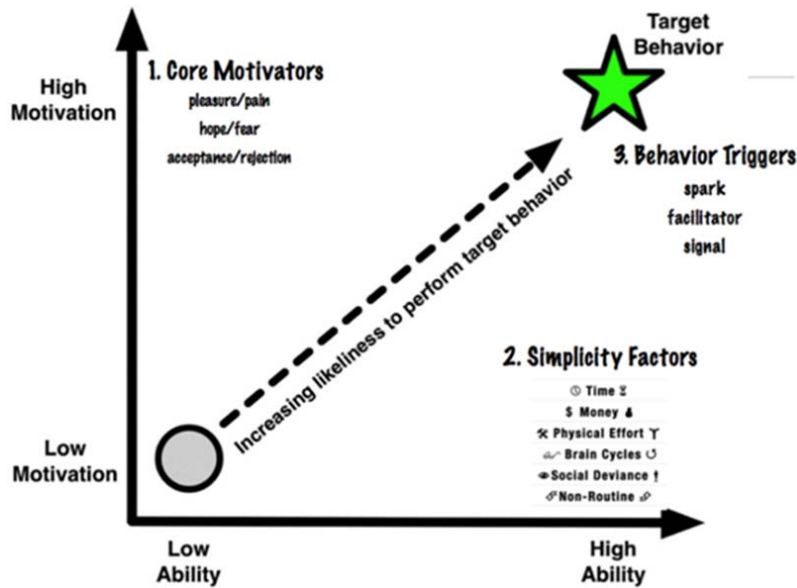 Target
Behavior
High
Motivation
1. Core Motivators
pleasure/pain
hope/fear
acceptance/rejection
3. Behavior Triggers
spark
facilitator
signal
Increasing likeliness to perform target behavior
2. Simplicity Factors
Time
$ Money
Physical Effort
Brain Cycles
Social Deviance
Non-Routine
Low
Motivation
Low
Ability
High
Ability